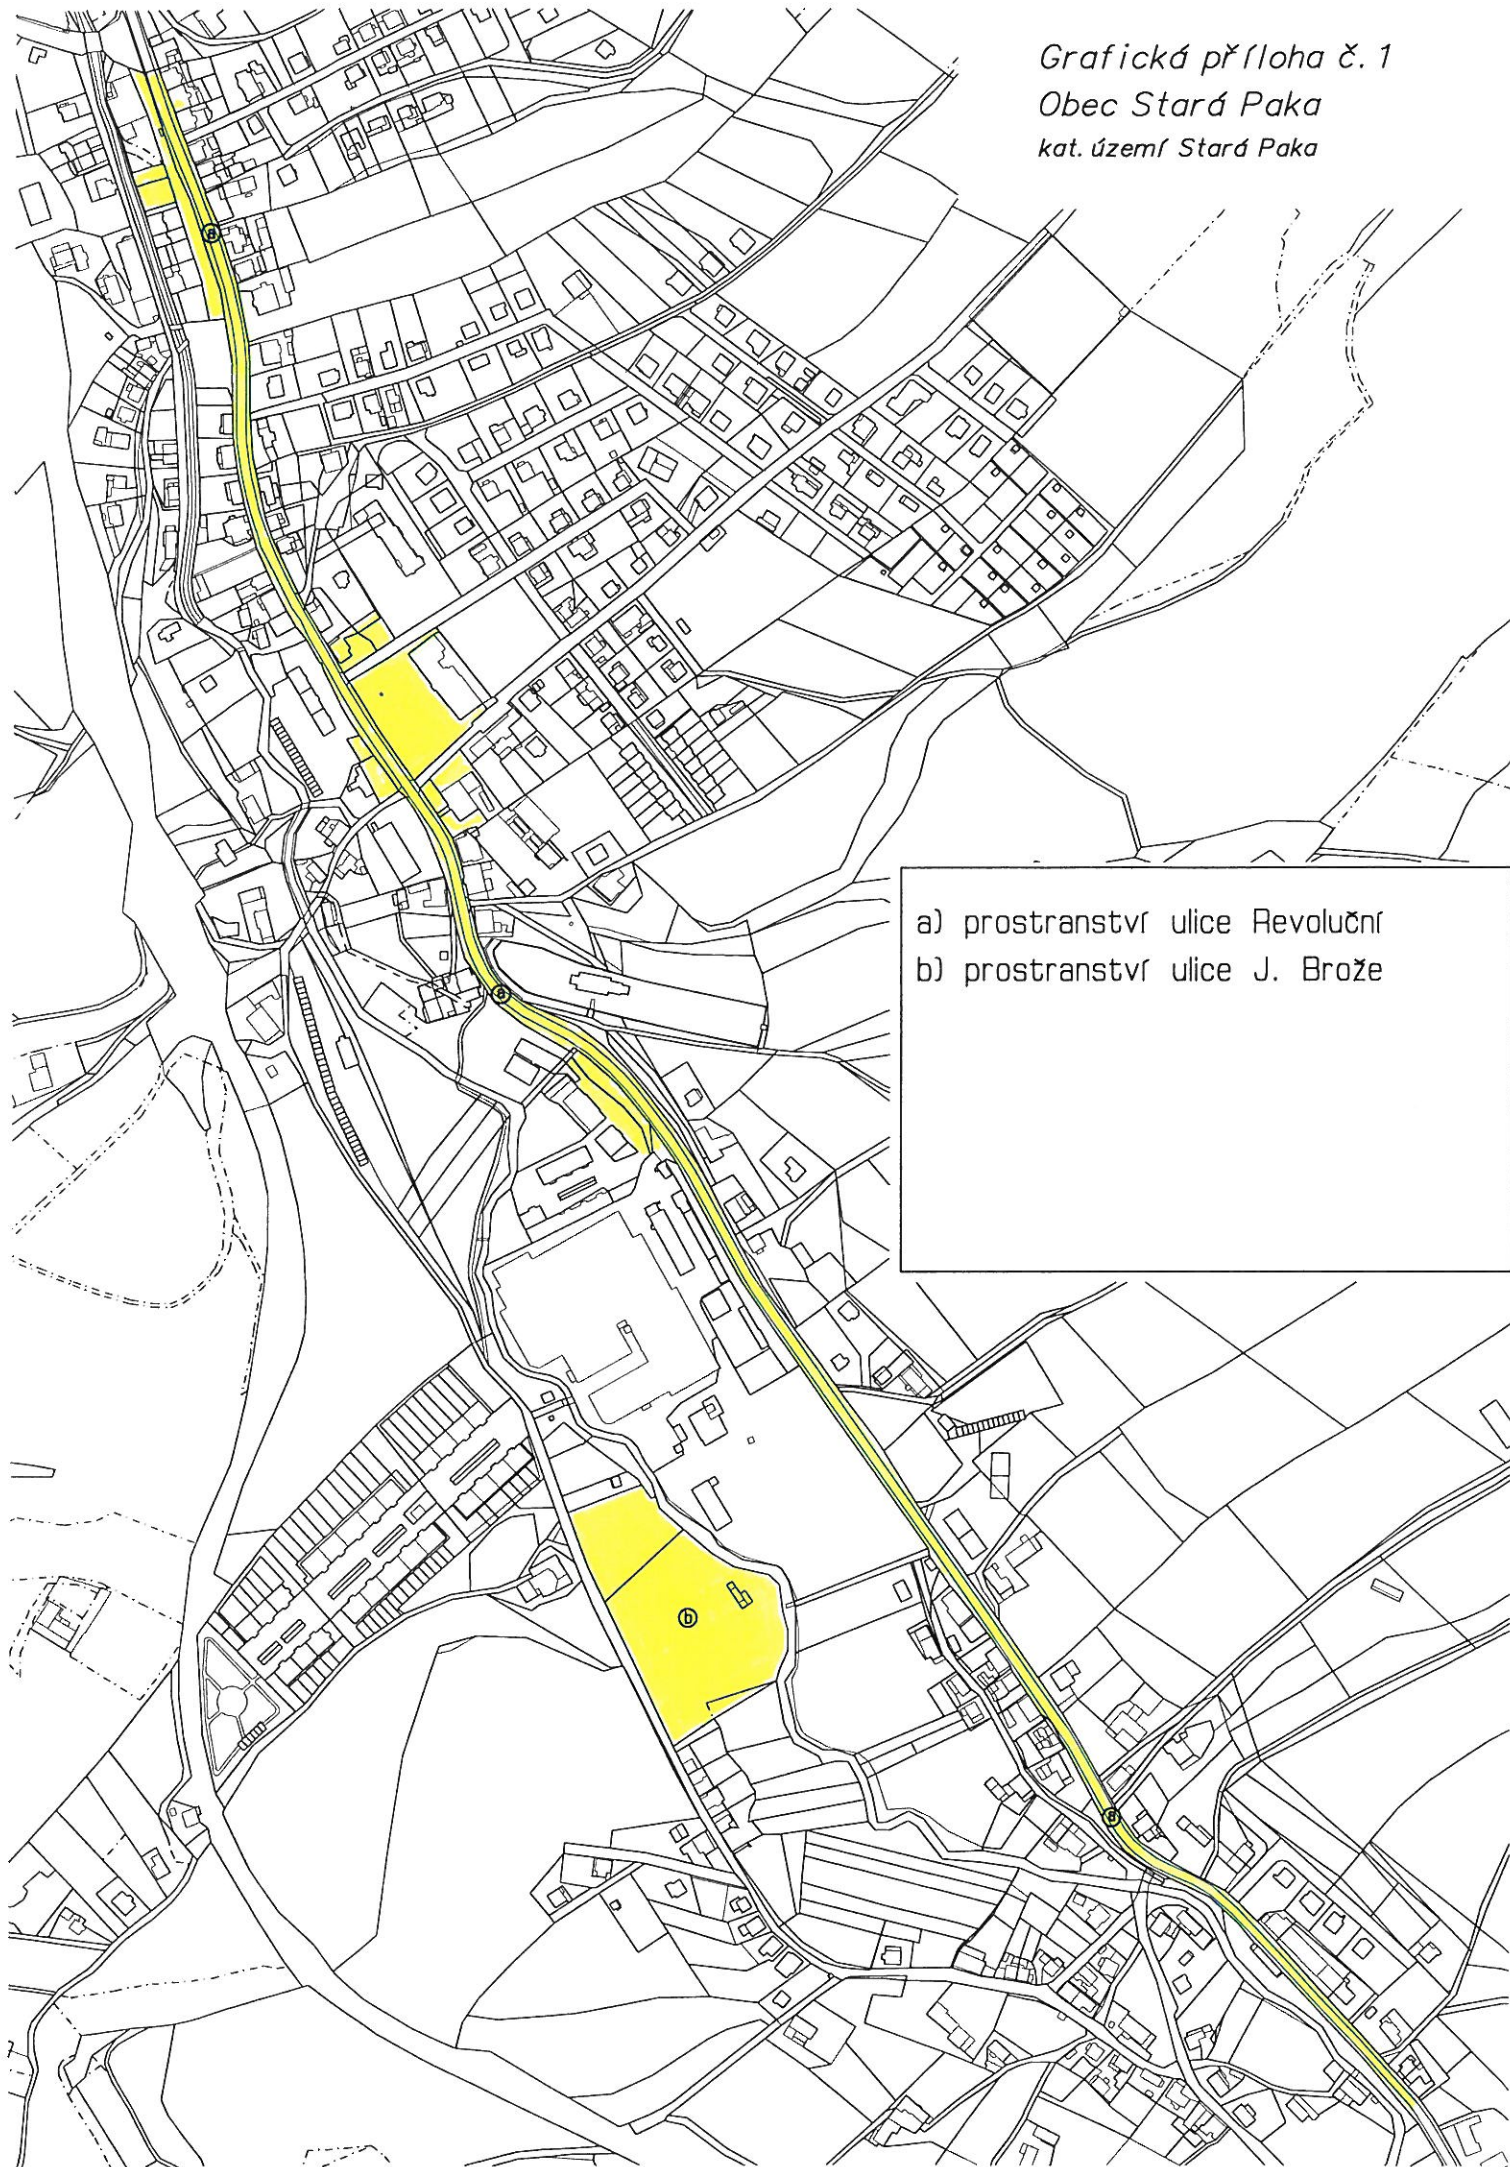 Grafická příloha č. 1
Obec Stará Paka
kat. území Stará Paka
a
a) prostranství ulice Revoluční
b) prostranství ulice J. Brože
a
b
a